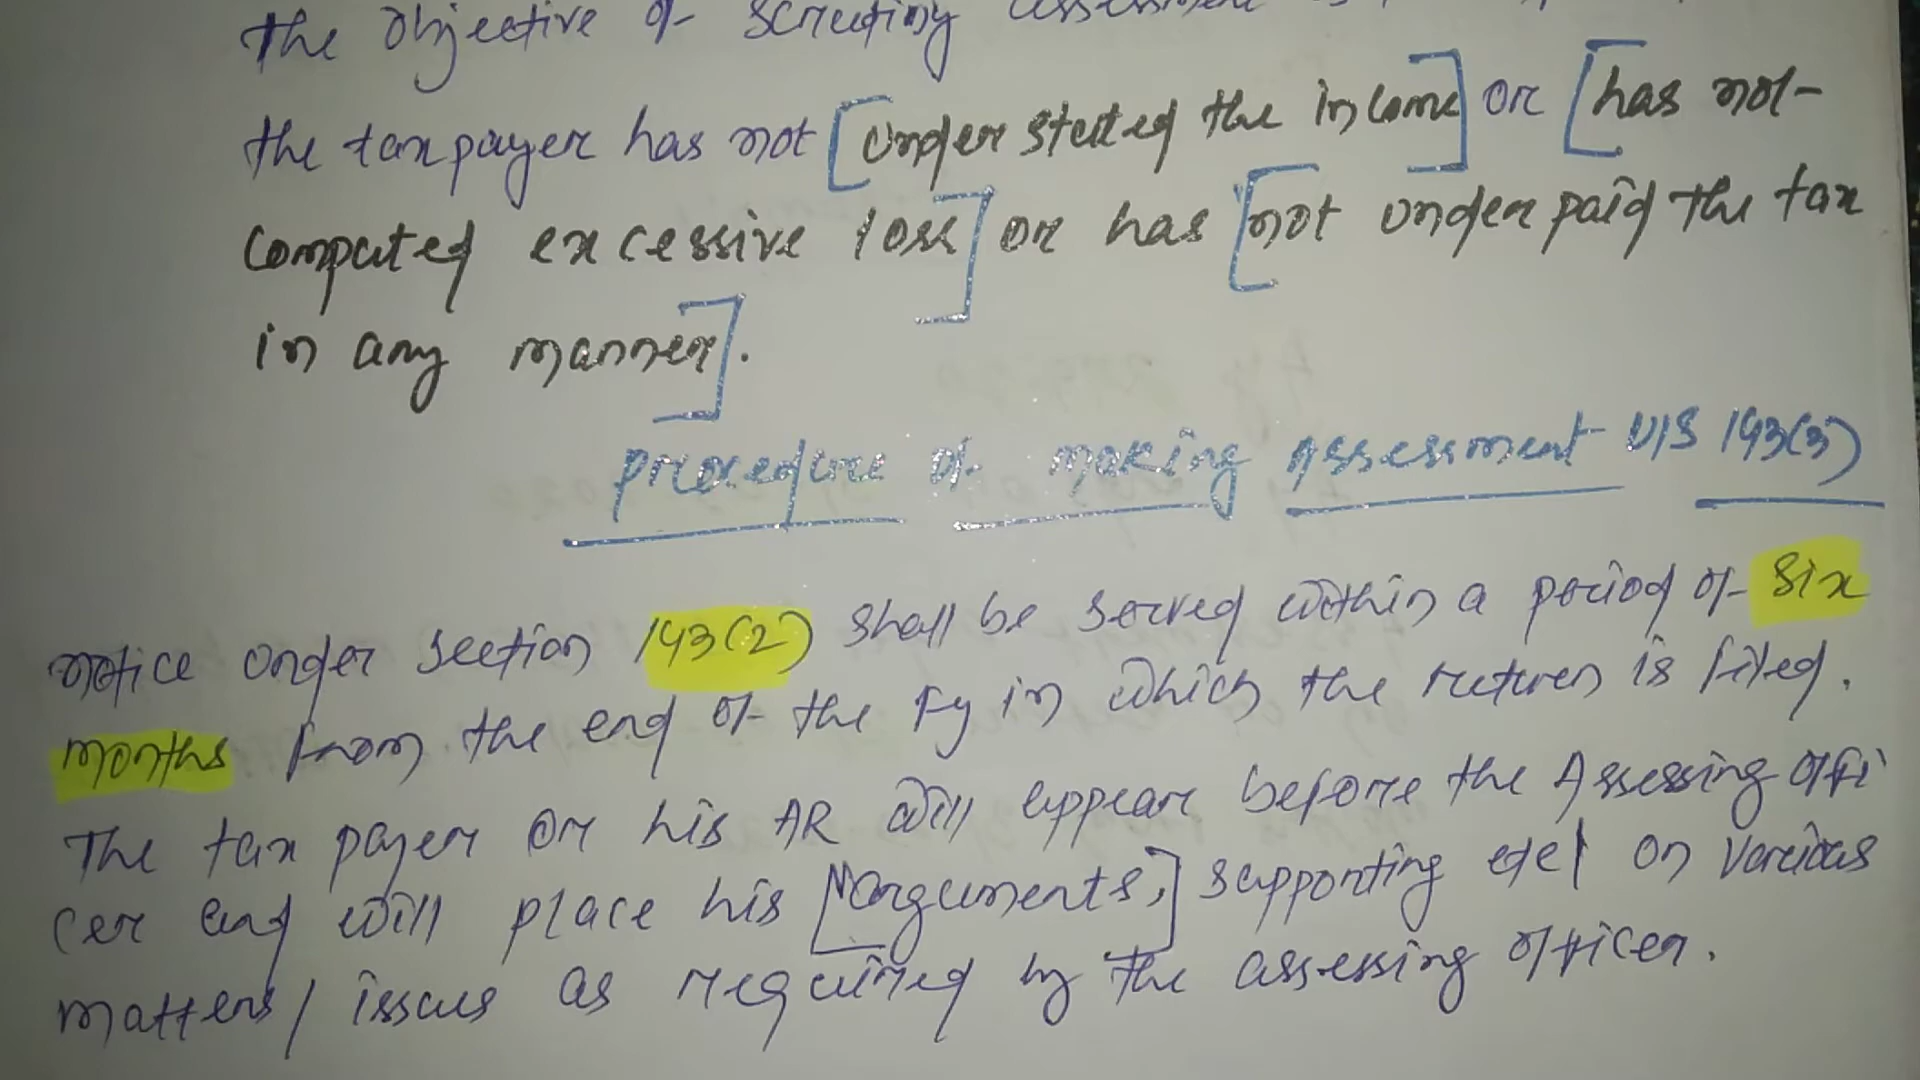 the objective of scrutiny assessment
the taxpayer has not [under stated the income] or [has not
computed excessive loss] or has [not under paid the tax
in any manner].
procedure of making Assessment U/S 143(3)
notice under section 143(2) shall be served within a period of six
months from the end of the Fy in which the return is filed.
The tax payer or his AR will appear before the Assessing offi
cer and will place his [arguments,] supporting etc/ on various
matters/ issues as required by the assessing officer.